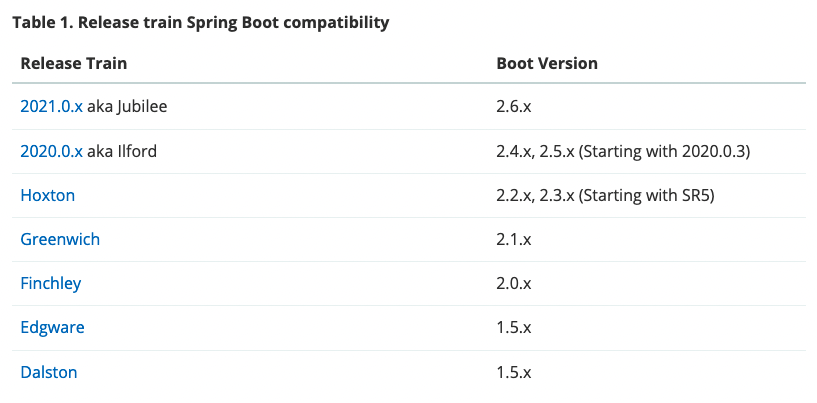 Table 1. Release train Spring Boot compatibility
Release Train Boot Version
2021.0.x aka Jubilee 2.6.x
2020.0.x aka Ilford 2.4.x, 2.5.x (Starting with 2020.0.3)
Hoxton 2.2.x, 2.3.x (Starting with SR5)
Greenwich 2.1.x
Finchley 2.0.x
Edgware 1.5.x
Dalston 1.5.x